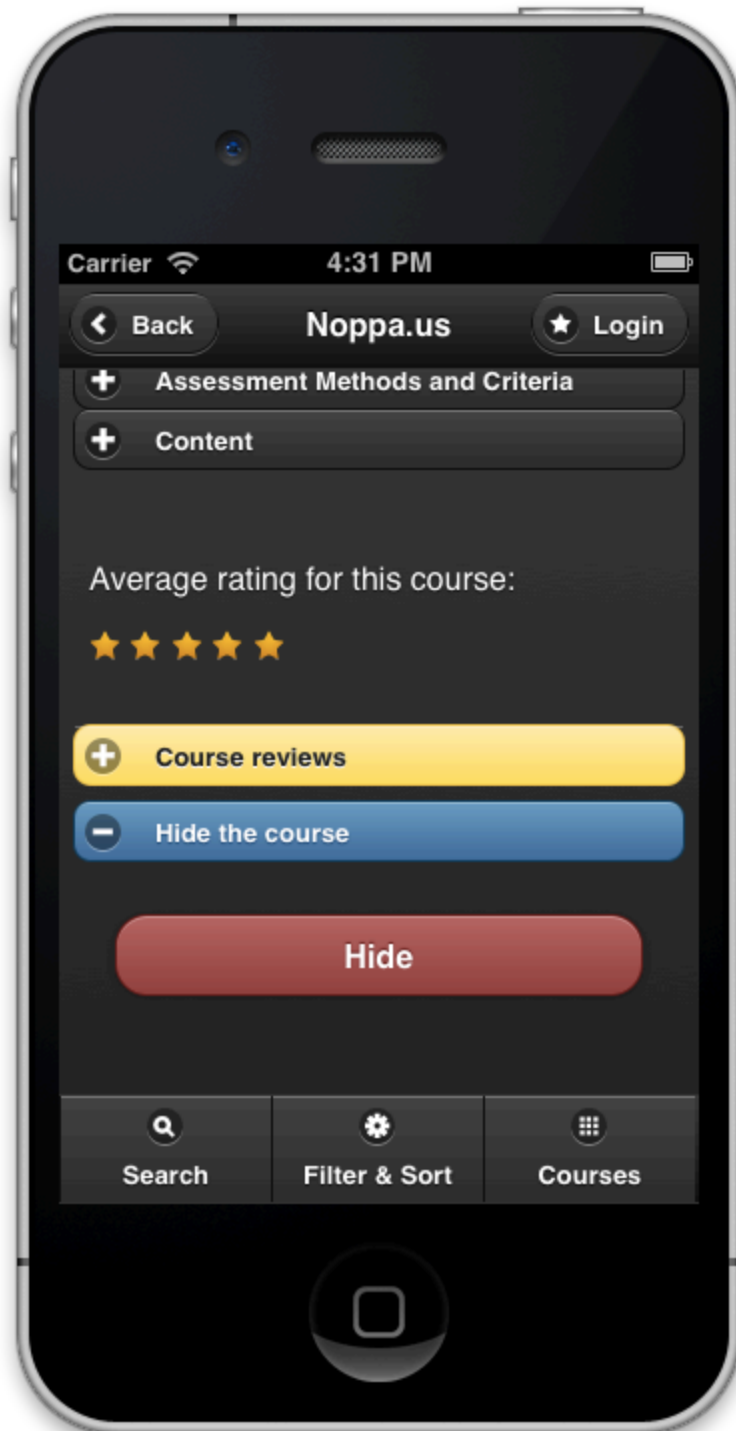 Carrier 4:31 PM
Back Noppa.us Login
Assessment Methods and Criteria
Content
Average rating for this course:
Course reviews
Hide the course
Hide
Search Filter & Sort Courses